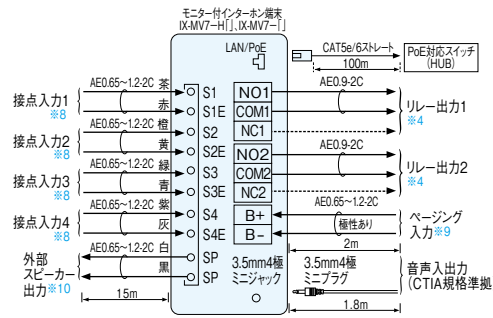 モニター付インターホン端末
IX-MV7-H[]、IX-MV7-[]
LAN/PoE
CAT5e/6ストレート
100m
PoE対応スイッチ
(HUB)
AE0.65~1.2-2C 茶
接点入力1
※8
赤
S1
S1E
NO1
COM1
NC1
AE0.9-2C
リレー出力1
※4
AE0.65~1.2-2C 橙
接点入力2
※8
黄
S2
S2E
AE0.65~1.2-2C 緑
接点入力3
※8
青
S3
S3E
NO2
COM2
NC2
AE0.9-2C
リレー出力2
※4
AE0.65~1.2-2C 紫
接点入力4
※8
灰
S4
S4E
B+
B-
AE0.65~1.2-2C
極性あり
ページング
入力※9
2m
AE0.65~1.2-2C 白
外部
スピーカー
出力※10
黒
15m
SP
SP
3.5mm4極
ミニジャック
3.5mm4極
ミニプラグ
1.8m
音声入出力
(CTIA規格準拠